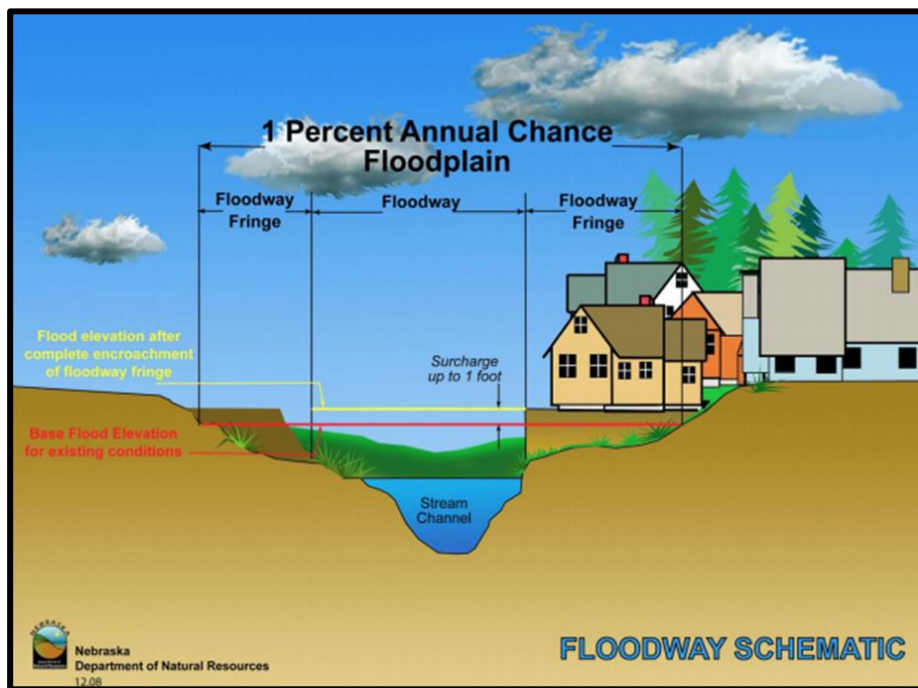 1 Percent Annual Chance
Floodplain
Floodway
Fringe
Floodway
Floodway
Fringe
Flood elevation after
complete encroachment
of floodway fringe
Surcharge
up to 1 foot
Base Flood Elevation
for existing conditions
Stream
Channel
NEBRASKA
Nebraska
Department of Natural Resources
12.08
FLOODWAY SCHEMATIC